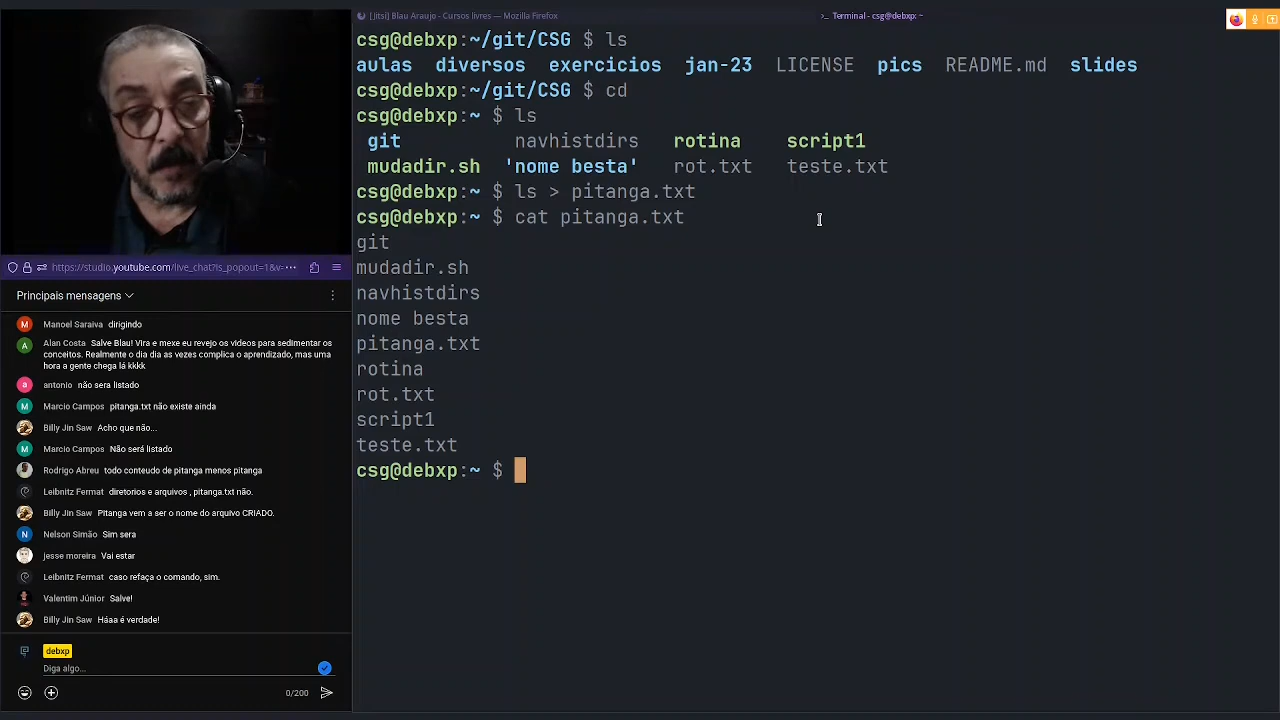 [Jitsi] Blau Araujo - Cursos livres — Mozilla Firefox
>_ Terminal - csg@debxp: ~
csg@debxp:~/git/CSG $ ls
aulas diversos exercicios jan-23 LICENSE pics README.md slides
csg@debxp:~/git/CSG $ cd
csg@debxp:~ $ ls
git navhistdirs rotina script1
mudadir.sh 'nome besta' rot.txt teste.txt
csg@debxp:~ $ ls > pitanga.txt
csg@debxp:~ $ cat pitanga.txt
git
mudadir.sh
navhistdirs
nome besta
pitanga.txt
rotina
rot.txt
script1
teste.txt
csg@debxp:~ $
https://studio.youtube.com/live_chat?is_popout=1&v=
Principais mensagens
M Manoel Saraiva dirigindo
A Alan Costa Salve Blau! Vira e mexe eu revejo os videos para sedimentar os
conceitos. Realmente o dia dia as vezes complica o aprendizado, mas uma
hora a gente chega lá kkkk
a antonio não sera listado
M Marcio Campos pitanga.txt não existe ainda
Billy Jin Saw Acho que não...
M Marcio Campos Não será listado
Rodrigo Abreu todo conteudo de pitanga menos pitanga
Leibnitz Fermat diretorios e arquivos , pitanga.txt não.
Billy Jin Saw Pitanga vem a ser o nome do arquivo CRIADO.
N Nelson Simão Sim sera
jesse moreira Vai estar
Leibnitz Fermat caso refaça o comando, sim.
Valentim Júnior Salve!
Billy Jin Saw Háaa é verdade!
debxp
Diga algo...
0/200